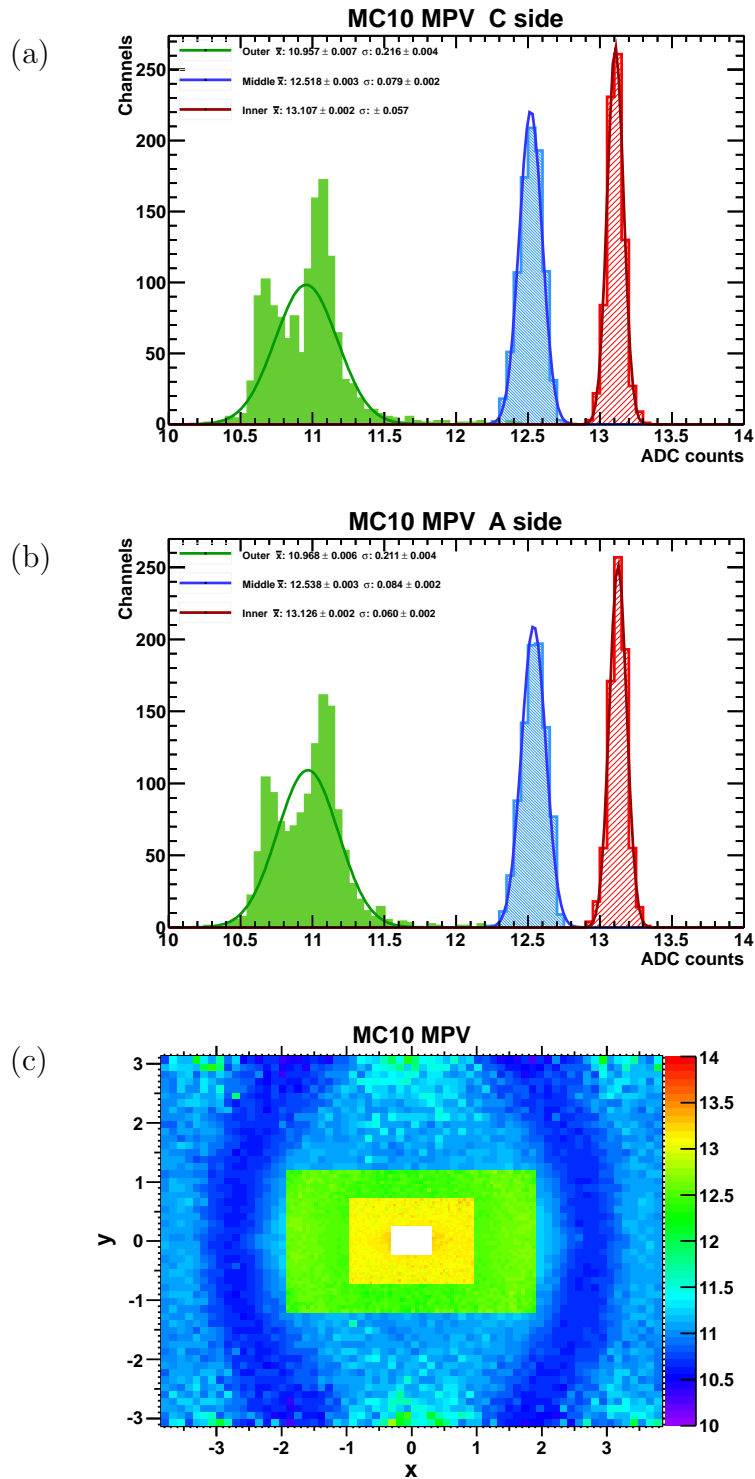 (a)
MC10 MPV C side
Channels
Outer x̄: 10.957 ± 0.007 σ: 0.216 ± 0.004
Middle x̄: 12.518 ± 0.003 σ: 0.079 ± 0.002
Inner x̄: 13.107 ± 0.002 σ: ± 0.057
250
200
150
100
50
0
10 10.5 11 11.5 12 12.5 13 13.5 14
ADC counts
(b)
MC10 MPV A side
Channels
Outer x̄: 10.968 ± 0.006 σ: 0.211 ± 0.004
Middle x̄: 12.538 ± 0.003 σ: 0.084 ± 0.002
Inner x̄: 13.126 ± 0.002 σ: 0.060 ± 0.002
250
200
150
100
50
0
10 10.5 11 11.5 12 12.5 13 13.5 14
ADC counts
(c)
MC10 MPV
y
3
2
1
0
-1
-2
-3
-3 -2 -1 0 1 2 3
x
14
13.5
13
12.5
12
11.5
11
10.5
10